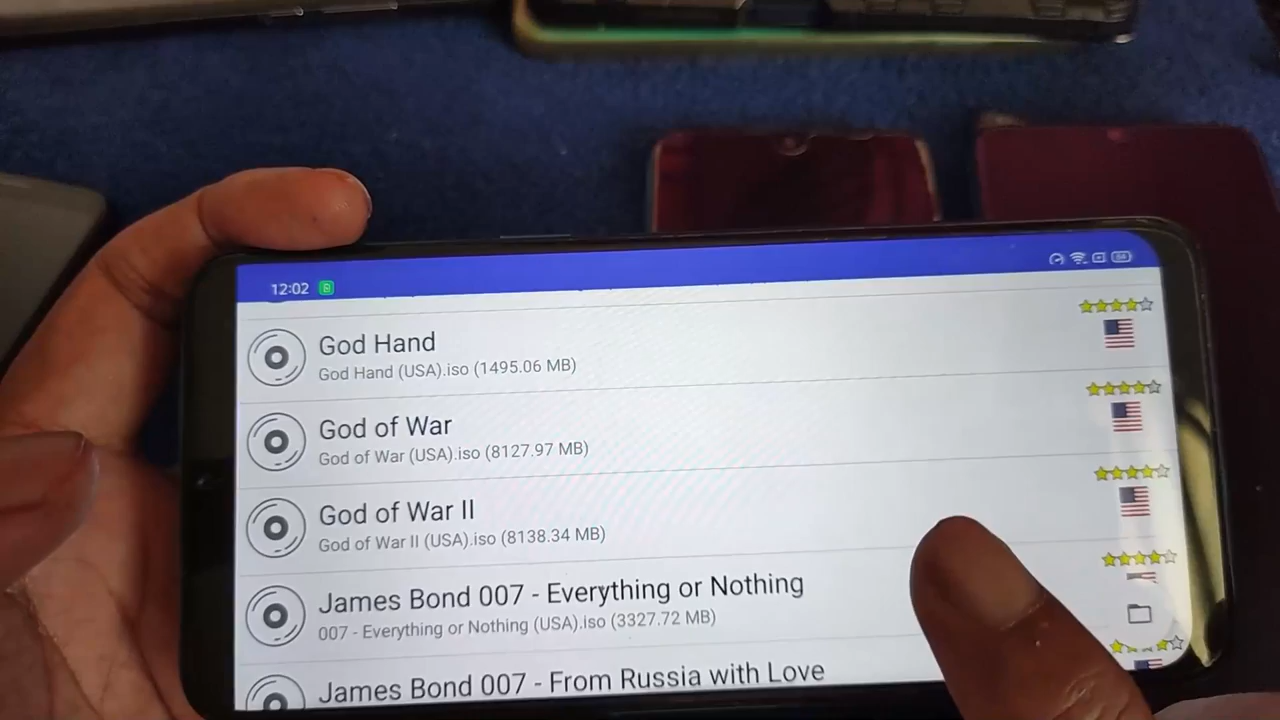 12:02
God Hand
God Hand (USA).iso (1495.06 MB)
God of War
God of War (USA).iso (8127.97 MB)
God of War II
God of War II (USA).iso (8138.34 MB)
James Bond 007 - Everything or Nothing
007 - Everything or Nothing (USA).iso (3327.72 MB)
James Bond 007 - From Russia with Love